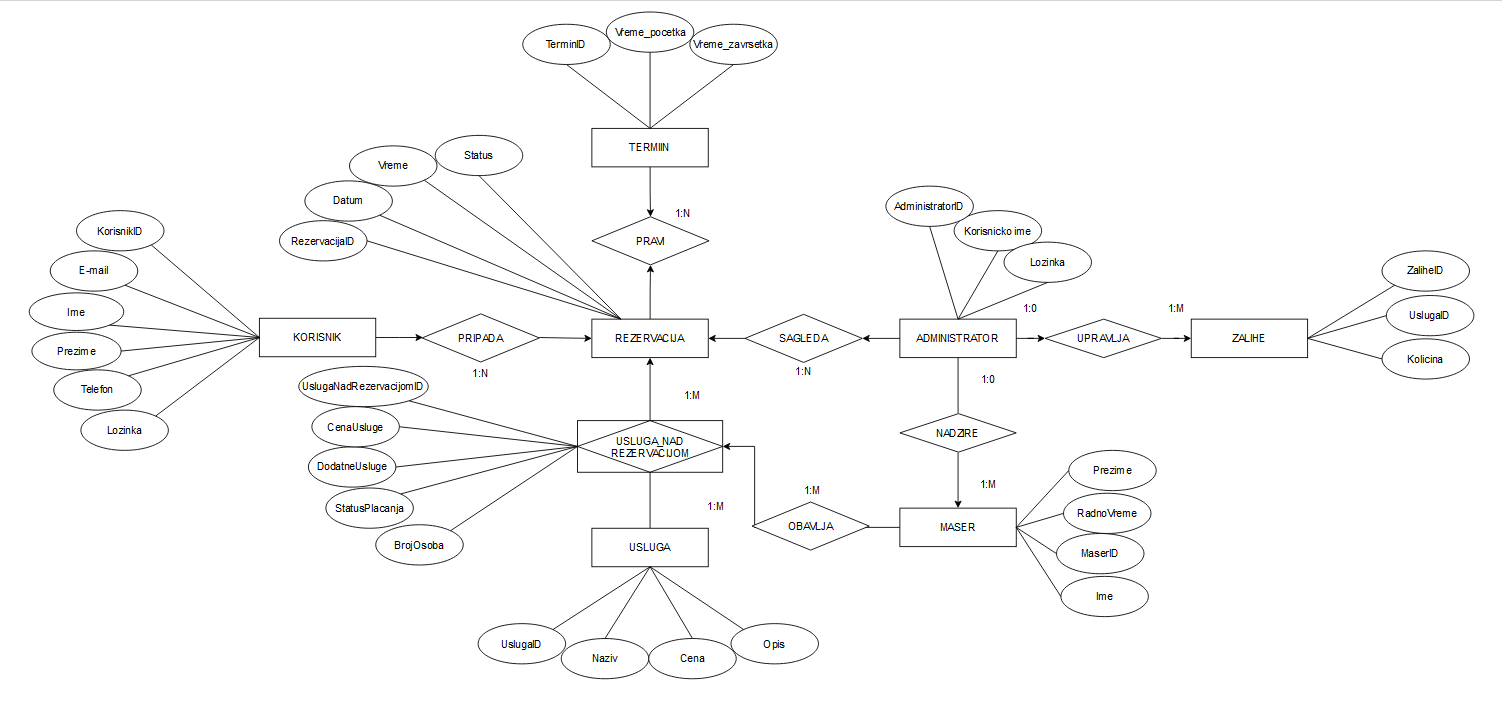 TerminID
Vreme_pocetka
Vreme_zavrsetka
TERMIIN
1:N
PRAVI
Status
Vreme
Datum
RezervacijaID
KorisnikID
E-mail
Ime
Prezime
Telefon
Lozinka
KORISNIK
PRIPADA
1:N
REZERVACIJA
SAGLEDA
1:N
AdministratorID
Korisnicko ime
Lozinka
1:0
ADMINISTRATOR
UPRAVLJA
1:M
ZALIHE
ZaliheID
UslugaID
Kolicina
1:0
NADZIRE
1:M
UslugaNadRezervacijomID
CenaUsluge
DodatneUsluge
StatusPlacanja
BrojOsoba
1:M
USLUGA_NAD
REZERVACIJOM
1:M
1:M
OBAVLJA
MASER
Prezime
RadnoVreme
MaserID
Ime
USLUGA
UslugaID
Naziv
Cena
Opis